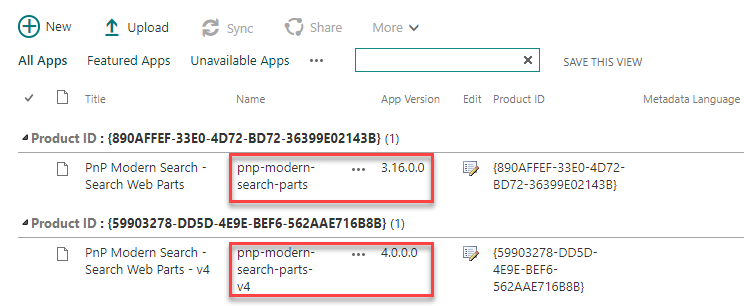 New Upload Sync Share More
All Apps Featured Apps Unavailable Apps ... SAVE THIS VIEW
Title Name App Version Edit Product ID Metadata Language
Product ID : {890AFFEF-33E0-4D72-BD72-36399E02143B} (1)
PnP Modern Search - pnp-modern- ... 3.16.0.0 {890AFFEF-33E0-4D72-
Search Web Parts search-parts BD72-36399E02143B}
Product ID : {59903278-DD5D-4E9E-BEF6-562AAE716B8B} (1)
PnP Modern Search - pnp-modern- ... 4.0.0.0 {59903278-DD5D-
Search Web Parts - v4 search-parts- 4E9E-BEF6-
v4 562AAE716B8B}